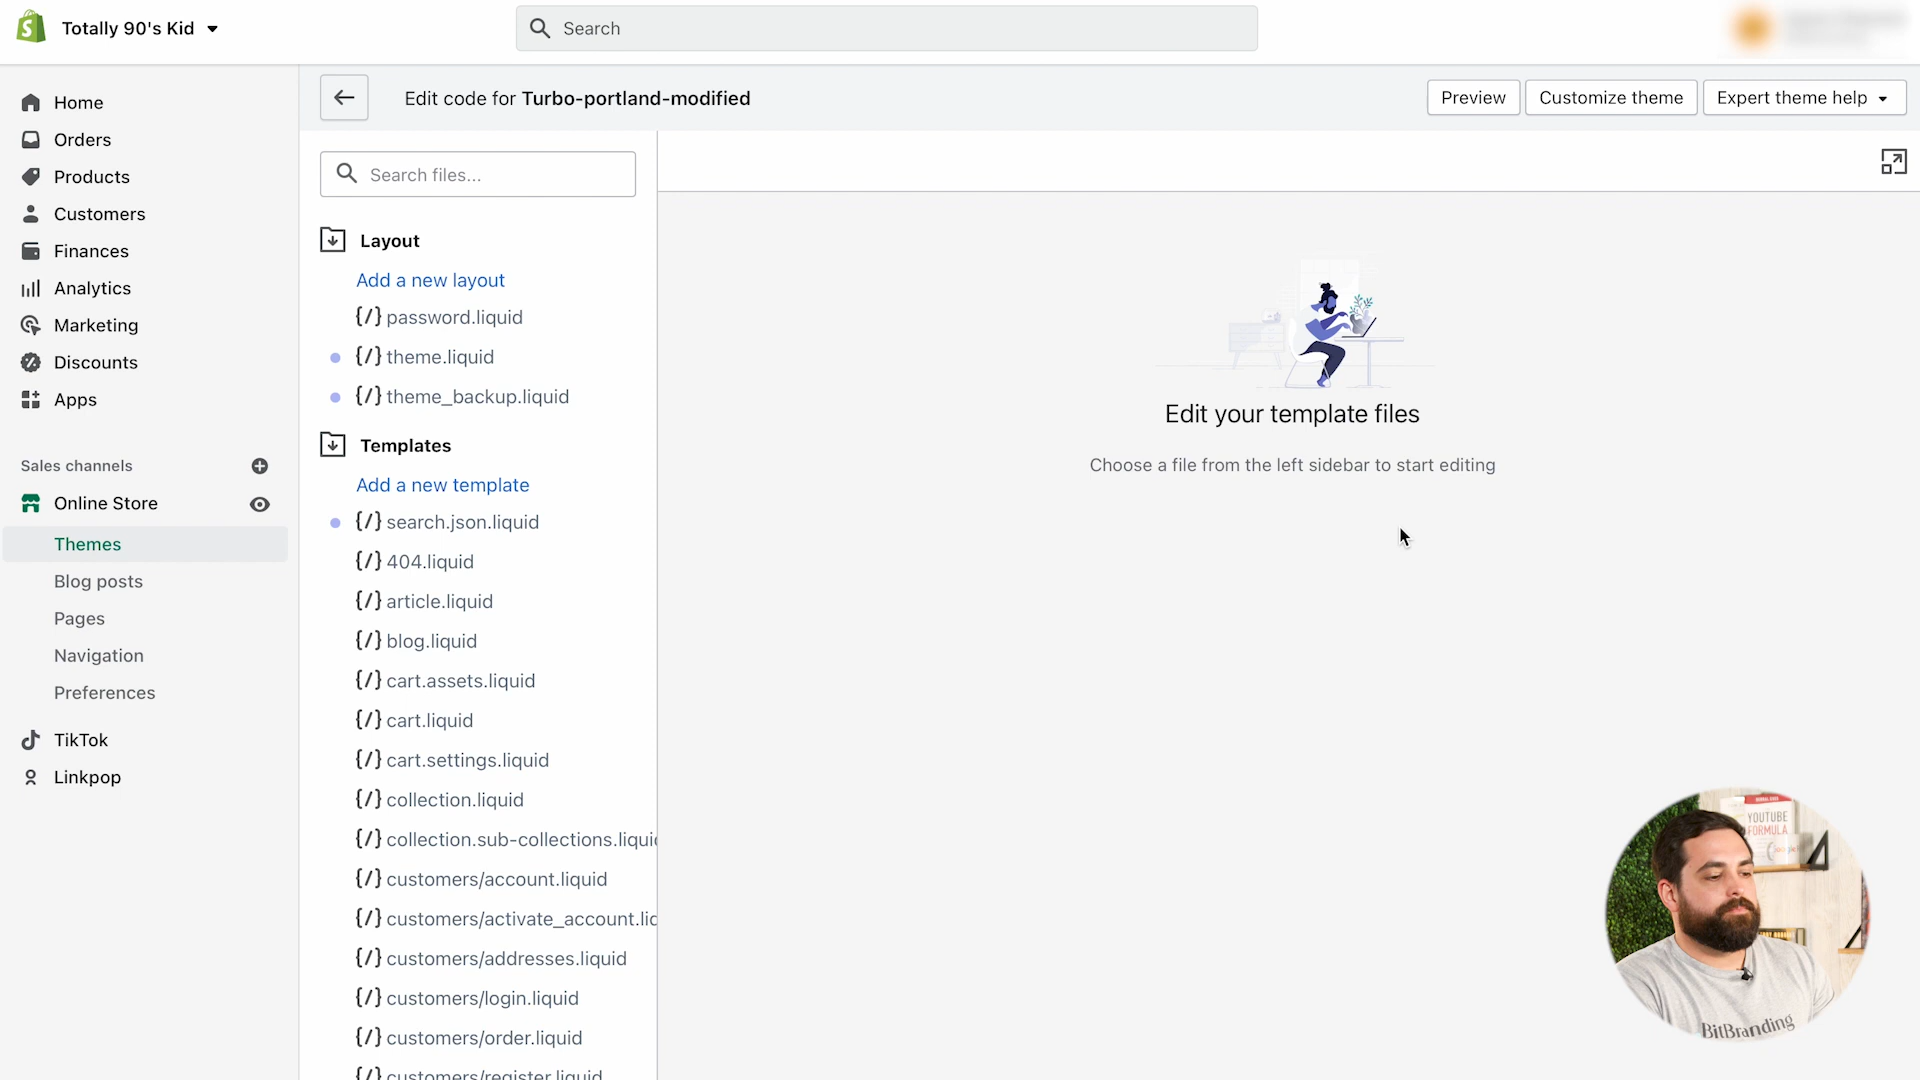 Totally 90's Kid
Search
Home
Orders
Products
Customers
Finances
Analytics
Marketing
Discounts
Apps
Sales channels
Online Store
Themes
Blog posts
Pages
Navigation
Preferences
TikTok
Linkpop
Edit code for Turbo-portland-modified
Preview
Customize theme
Expert theme help
Search files...
Layout
Add a new layout
{/} password.liquid
{/} theme.liquid
{/} theme_backup.liquid
Templates
Add a new template
{/} search.json.liquid
{/} 404.liquid
{/} article.liquid
{/} blog.liquid
{/} cart.assets.liquid
{/} cart.liquid
{/} cart.settings.liquid
{/} collection.liquid
{/} collection.sub-collections.liquid
{/} customers/account.liquid
{/} customers/activate_account.lic
{/} customers/addresses.liquid
{/} customers/login.liquid
{/} customers/order.liquid
{/} customers/register.liquid
Edit your template files
Choose a file from the left sidebar to start editing
YOUTUBE
FORMULA
BitBranding